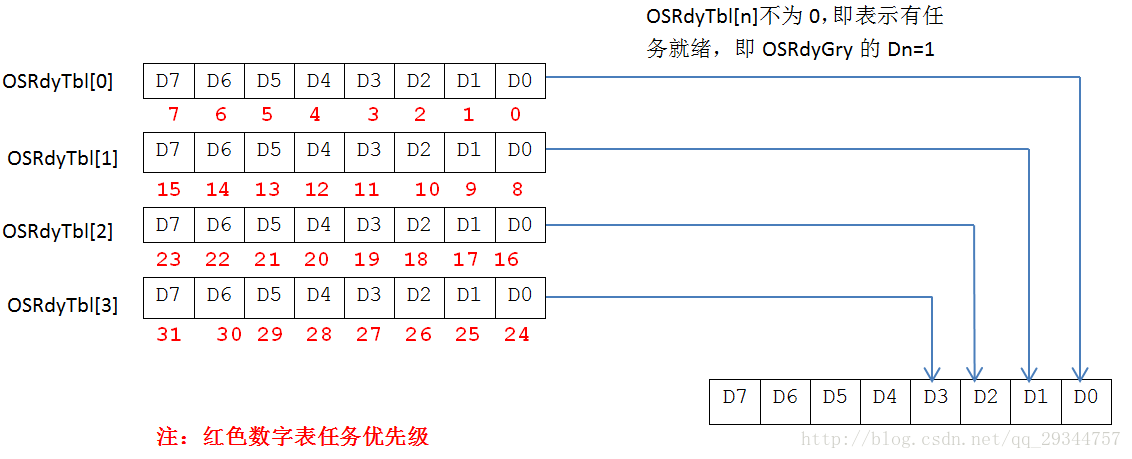 OSRdyTbl[n]不为 0，即表示有任
务就绪，即 OSRdyGry 的 Dn=1
OSRdyTbl[0] D7 D6 D5 D4 D3 D2 D1 D0
7 6 5 4 3 2 1 0
OSRdyTbl[1] D7 D6 D5 D4 D3 D2 D1 D0
15 14 13 12 11 10 9 8
OSRdyTbl[2] D7 D6 D5 D4 D3 D2 D1 D0
23 22 21 20 19 18 17 16
OSRdyTbl[3] D7 D6 D5 D4 D3 D2 D1 D0
31 30 29 28 27 26 25 24
D7 D6 D5 D4 D3 D2 D1 D0
注：红色数字表任务优先级
http://blog.csdn.net/qq_29344757